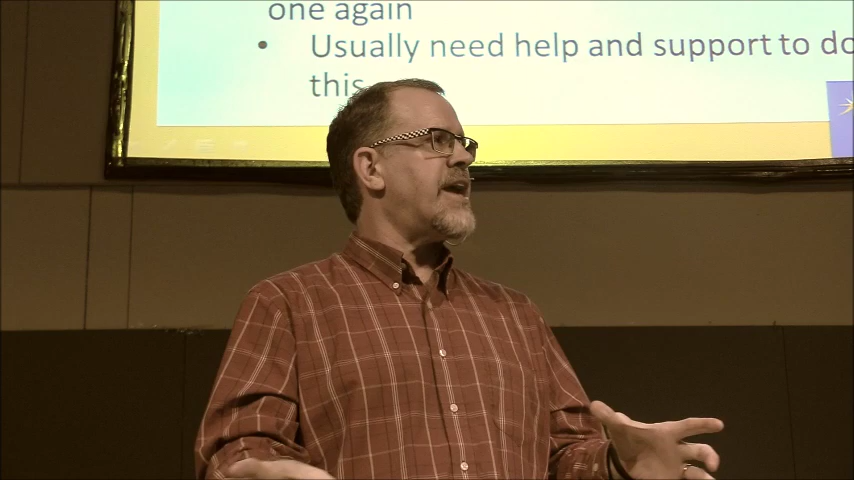 one again
• Usually need help and support to do
this